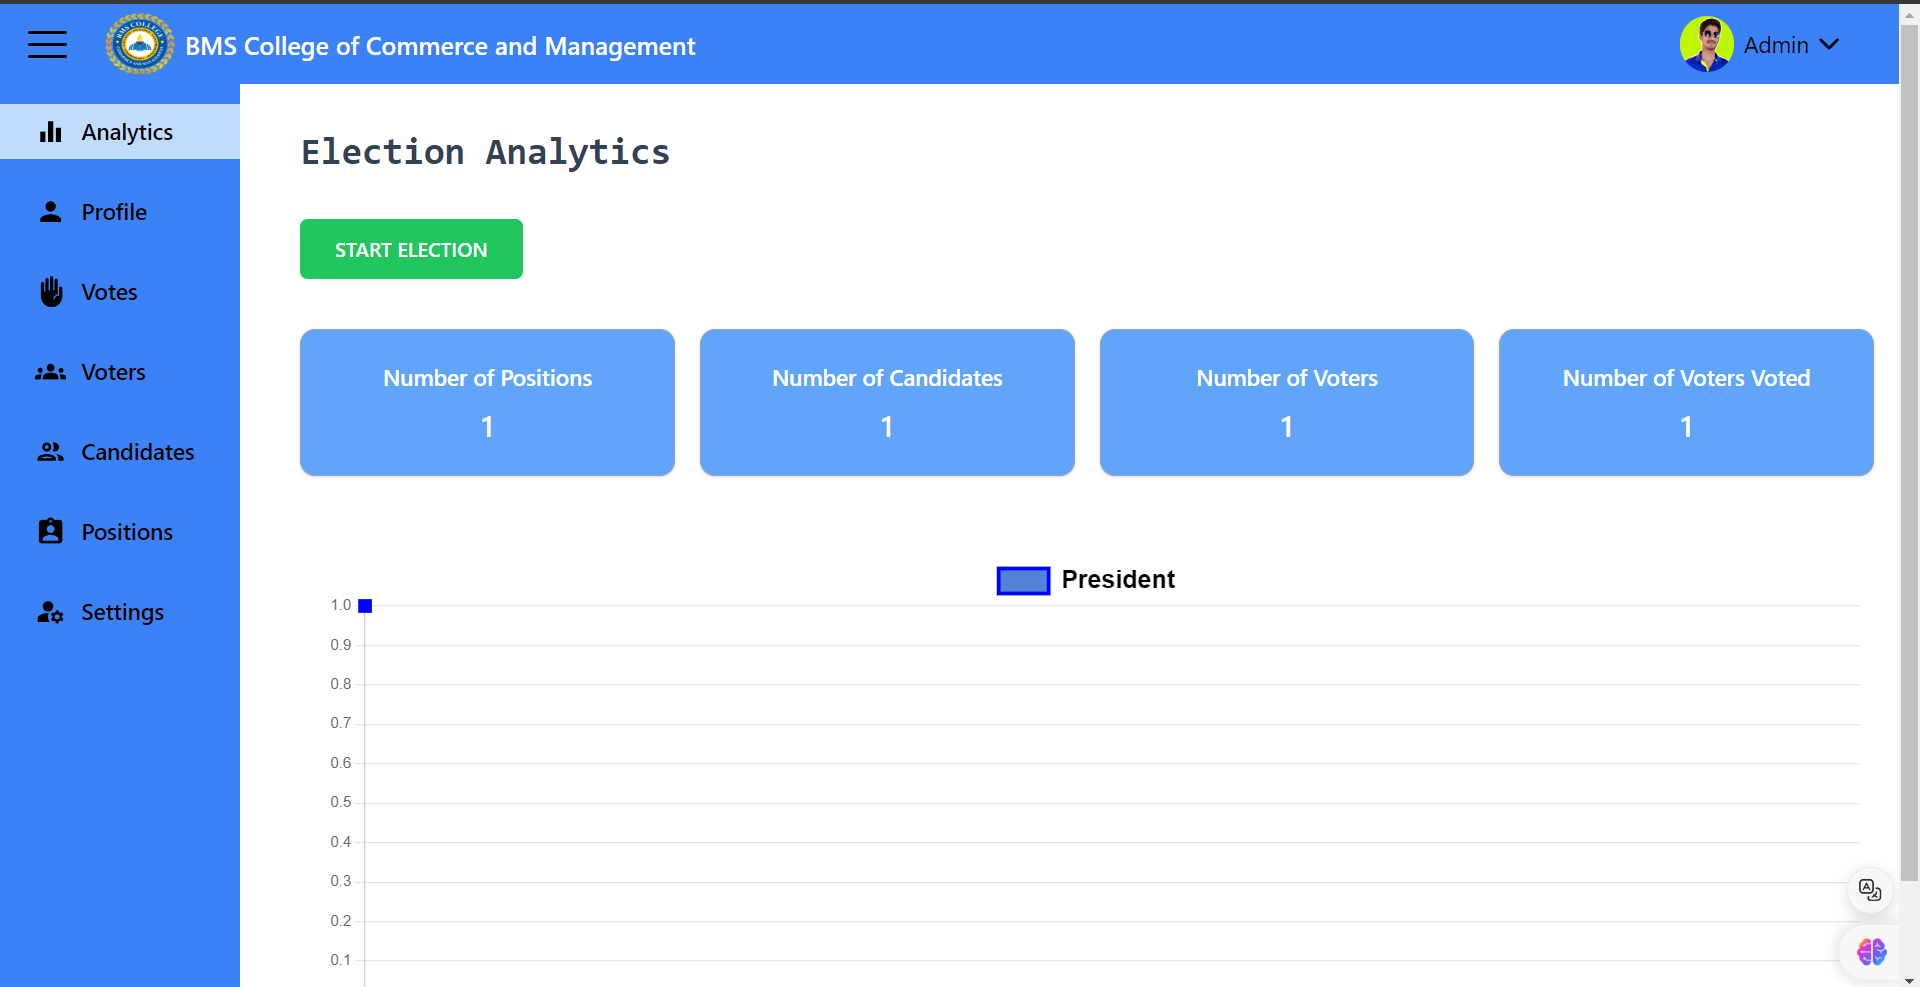 BMS COLLEGE
BMS College of Commerce and Management
Admin
Analytics
Profile
Votes
Voters
Candidates
Positions
Settings
Election Analytics
START ELECTION
Number of Positions
1
Number of Candidates
1
Number of Voters
1
Number of Voters Voted
1
President
1.0
0.9
0.8
0.7
0.6
0.5
0.4
0.3
0.2
0.1